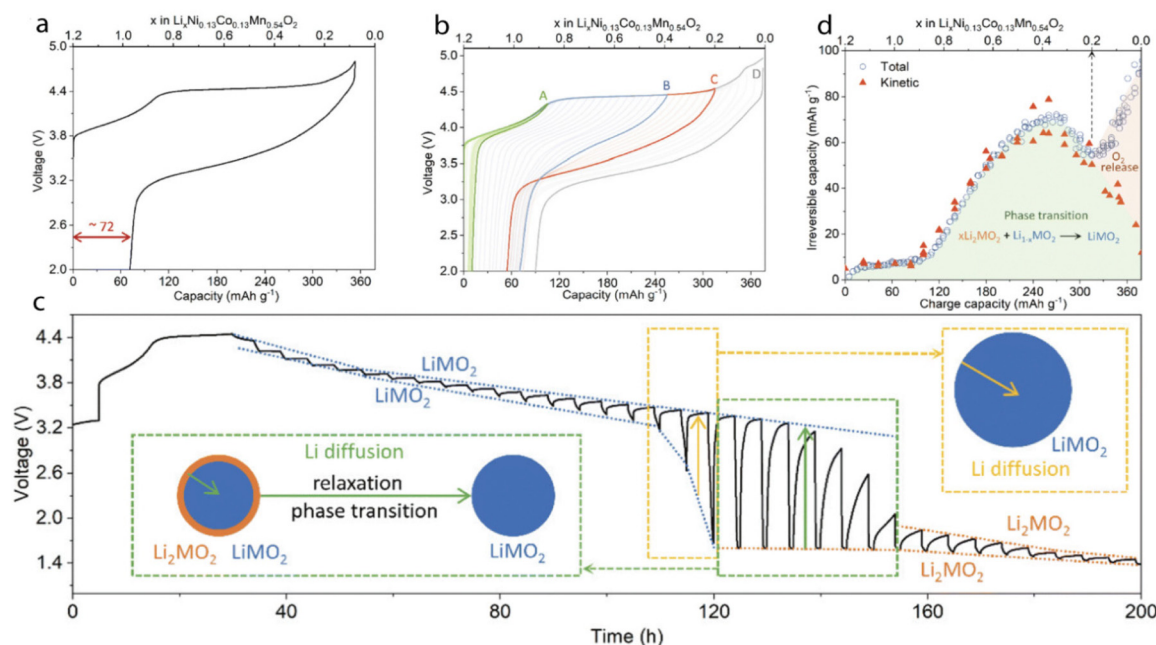 a
x in LiₓNi₀.₁₃Co₀.₁₃Mn₀.₅₄O₂
1.2 1.0 0.8 0.6 0.4 0.2 0.0
5.0
4.4
3.8
3.2
2.6
2.0
Voltage (V)
~ 72
0 60 120 180 240 300 360
Capacity (mAh g⁻¹)
b
x in LiₓNi₀.₁₃Co₀.₁₃Mn₀.₅₄O₂
1.2 1.0 0.8 0.6 0.4 0.2 0.0
5.0
4.5
4.0
3.5
3.0
2.5
2.0
Voltage (V)
A
B
C
D
0 60 120 180 240 300 360
Capacity (mAh g⁻¹)
d
x in LiₓNi₀.₁₃Co₀.₁₃Mn₀.₅₄O₂
1.2 1.0 0.8 0.6 0.4 0.2 0.0
100
80
60
40
20
0
Irreversible capacity (mAh g⁻¹)
Total
Kinetic
O₂
release
Phase transition
xLi₂MO₂ + Li₁₋ₓMO₂ ⟶ LiMO₂
0 60 120 180 240 300 360
Charge capacity (mAh g⁻¹)
c
4.4
3.8
3.2
2.6
2.0
1.4
Voltage (V)
LiMO₂
LiMO₂
Li diffusion
relaxation
phase transition
Li₂MO₂ LiMO₂
LiMO₂
LiMO₂
Li diffusion
Li₂MO₂
Li₂MO₂
0 40 80 120 160 200
Time (h)